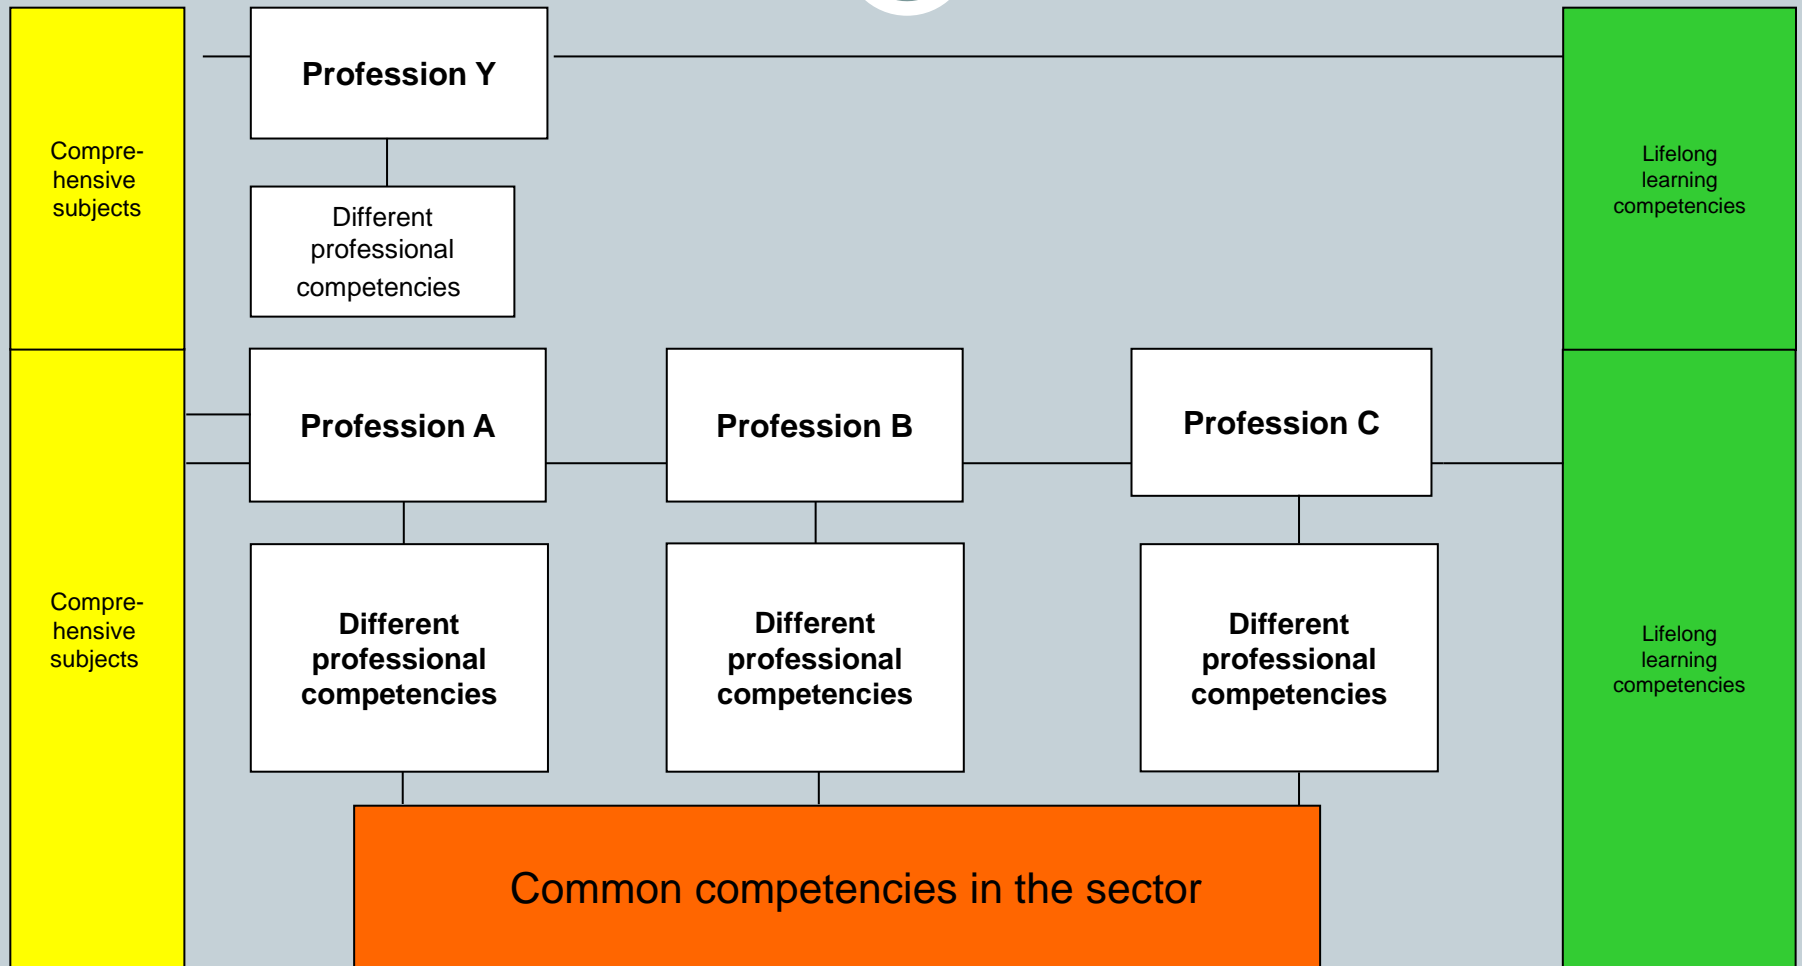 Compre-
hensive
subjects
Profession Y
Different
professional
competencies
Lifelong
learning
competencies
Compre-
hensive
subjects
Profession A
Profession B
Profession C
Different
professional
competencies
Different
professional
competencies
Different
professional
competencies
Lifelong
learning
competencies
Common competencies in the sector